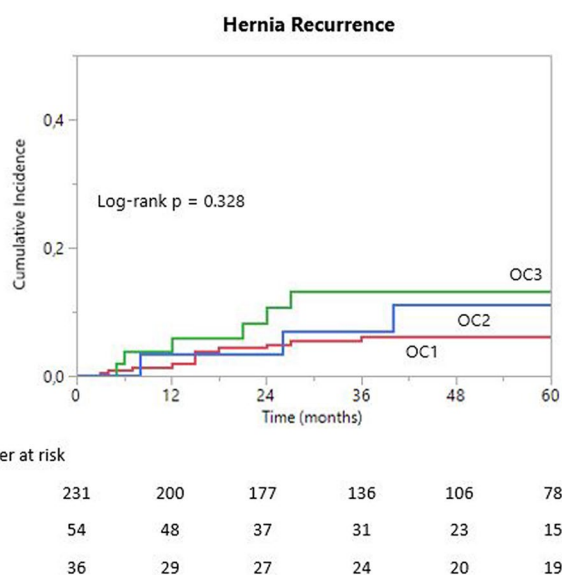 Hernia Recurrence
Cumulative Incidence
0,4
0,2
0,0
Log-rank p = 0.328
OC3
OC2
OC1
0 12 24 36 48 60
Time (months)
er at risk
231 200 177 136 106 78
54 48 37 31 23 15
36 29 27 24 20 19